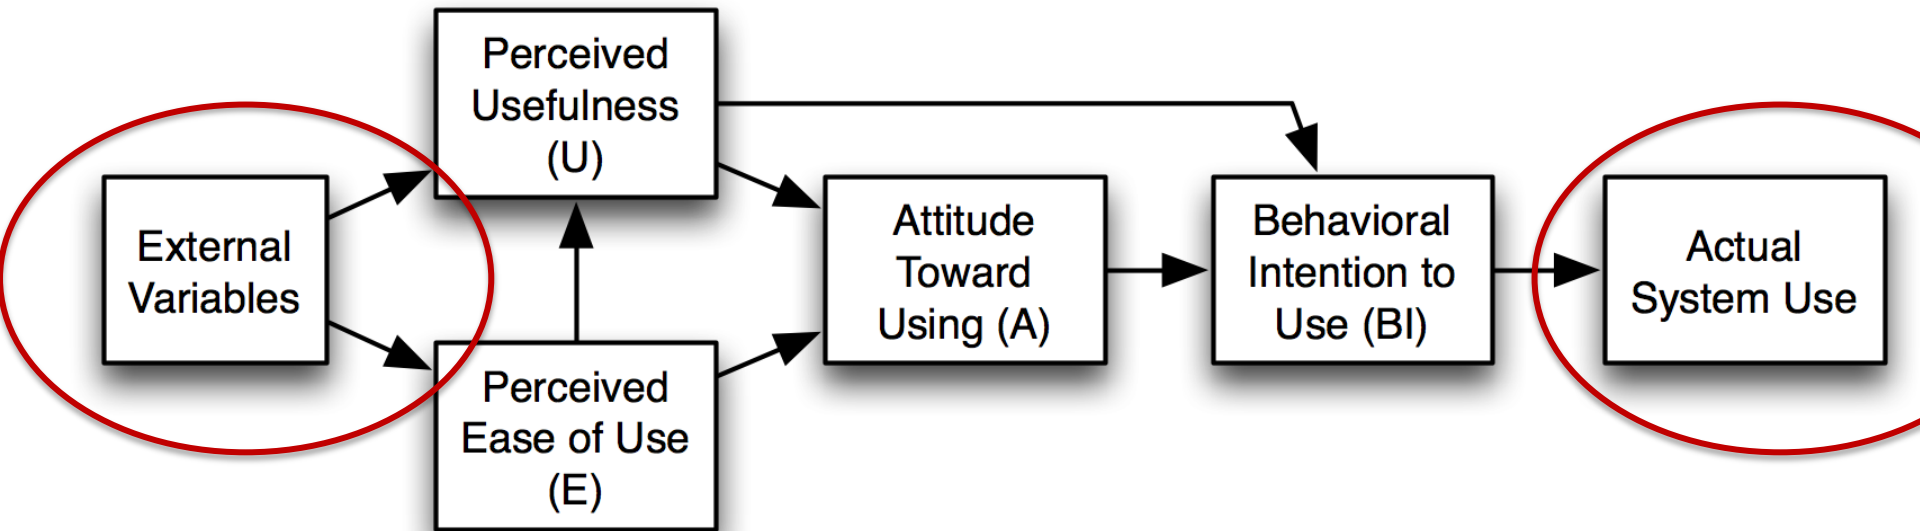 Perceived
Usefulness
(U)
External
Variables
Perceived
Ease of Use
(E)
Attitude
Toward
Using (A)
Behavioral
Intention to
Use (BI)
Actual
System Use